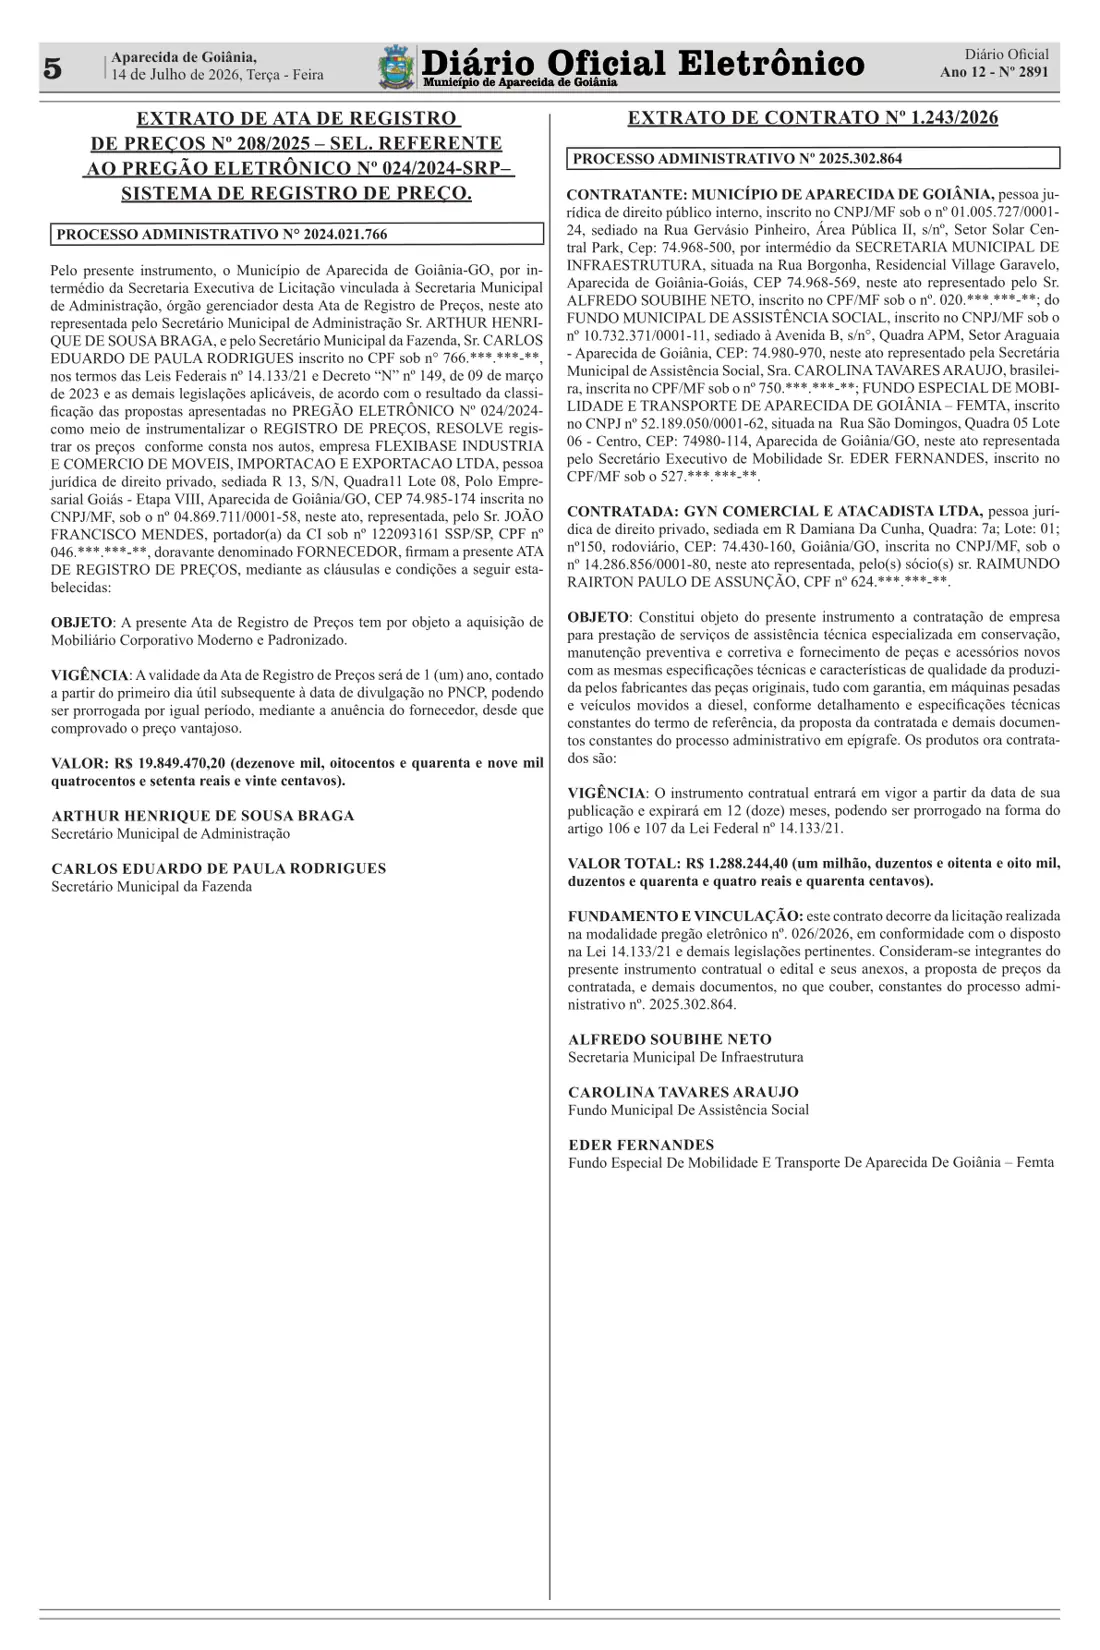 5
Aparecida de Goiânia,
14 de Julho de 2026, Terça - Feira
Diário Oficial Eletrônico
Município de Aparecida de Goiânia
Diário Oficial
Ano 12 - Nº 2891
EXTRATO DE ATA DE REGISTRO
DE PREÇOS Nº 208/2025 – SEL. REFERENTE
AO PREGÃO ELETRÔNICO Nº 024/2024-SRP–
SISTEMA DE REGISTRO DE PREÇO.
PROCESSO ADMINISTRATIVO N° 2024.021.766
Pelo presente instrumento, o Município de Aparecida de Goiânia-GO, por in-
termédio da Secretaria Executiva de Licitação vinculada à Secretaria Municipal
de Administração, órgão gerenciador desta Ata de Registro de Preços, neste ato
representada pelo Secretário Municipal de Administração Sr. ARTHUR HENRI-
QUE DE SOUSA BRAGA, e pelo Secretário Municipal da Fazenda, Sr. CARLOS
EDUARDO DE PAULA RODRIGUES inscrito no CPF sob n° 766.***.***-**,
nos termos das Leis Federais nº 14.133/21 e Decreto “N” nº 149, de 09 de março
de 2023 e as demais legislações aplicáveis, de acordo com o resultado da classi-
ficação das propostas apresentadas no PREGÃO ELETRÔNICO Nº 024/2024-
como meio de instrumentalizar o REGISTRO DE PREÇOS, RESOLVE regis-
trar os preços conforme consta nos autos, empresa FLEXIBASE INDUSTRIA
E COMERCIO DE MOVEIS, IMPORTACAO E EXPORTACAO LTDA, pessoa
jurídica de direito privado, sediada R 13, S/N, Quadra11 Lote 08, Polo Empre-
sarial Goiás - Etapa VIII, Aparecida de Goiânia/GO, CEP 74.985-174 inscrita no
CNPJ/MF, sob o nº 04.869.711/0001-58, neste ato, representada, pelo Sr. JOÃO
FRANCISCO MENDES, portador(a) da CI sob nº 122093161 SSP/SP, CPF nº
046.***.***-**, doravante denominado FORNECEDOR, firmam a presente ATA
DE REGISTRO DE PREÇOS, mediante as cláusulas e condições a seguir esta-
belecidas:
OBJETO: A presente Ata de Registro de Preços tem por objeto a aquisição de
Mobiliário Corporativo Moderno e Padronizado.
VIGÊNCIA: A validade da Ata de Registro de Preços será de 1 (um) ano, contado
a partir do primeiro dia útil subsequente à data de divulgação no PNCP, podendo
ser prorrogada por igual período, mediante a anuência do fornecedor, desde que
comprovado o preço vantajoso.
VALOR: R$ 19.849.470,20 (dezenove mil, oitocentos e quarenta e nove mil
quatrocentos e setenta reais e vinte centavos).
ARTHUR HENRIQUE DE SOUSA BRAGA
Secretário Municipal de Administração
CARLOS EDUARDO DE PAULA RODRIGUES
Secretário Municipal da Fazenda
EXTRATO DE CONTRATO Nº 1.243/2026
PROCESSO ADMINISTRATIVO Nº 2025.302.864
CONTRATANTE: MUNICÍPIO DE APARECIDA DE GOIÂNIA, pessoa ju-
rídica de direito público interno, inscrito no CNPJ/MF sob o nº 01.005.727/0001-
24, sediado na Rua Gervásio Pinheiro, Área Pública II, s/nº, Setor Solar Cen-
tral Park, Cep: 74.968-500, por intermédio da SECRETARIA MUNICIPAL DE
INFRAESTRUTURA, situada na Rua Borgonha, Residencial Village Garavelo,
Aparecida de Goiânia-Goiás, CEP 74.968-569, neste ato representado pelo Sr.
ALFREDO SOUBIHE NETO, inscrito no CPF/MF sob o nº. 020.***.***-**; do
FUNDO MUNICIPAL DE ASSISTÊNCIA SOCIAL, inscrito no CNPJ/MF sob o
nº 10.732.371/0001-11, sediado à Avenida B, s/n°, Quadra APM, Setor Araguaia
- Aparecida de Goiânia, CEP: 74.980-970, neste ato representado pela Secretária
Municipal de Assistência Social, Sra. CAROLINA TAVARES ARAUJO, brasilei-
ra, inscrita no CPF/MF sob o nº 750.***.***-**; FUNDO ESPECIAL DE MOBI-
LIDADE E TRANSPORTE DE APARECIDA DE GOIÂNIA – FEMTA, inscrito
no CNPJ nº 52.189.050/0001-62, situada na Rua São Domingos, Quadra 05 Lote
06 - Centro, CEP: 74980-114, Aparecida de Goiânia/GO, neste ato representada
pelo Secretário Executivo de Mobilidade Sr. EDER FERNANDES, inscrito no
CPF/MF sob o 527.***.***-**.
CONTRATADA: GYN COMERCIAL E ATACADISTA LTDA, pessoa jurí-
dica de direito privado, sediada em R Damiana Da Cunha, Quadra: 7a; Lote: 01;
nº150, rodoviário, CEP: 74.430-160, Goiânia/GO, inscrita no CNPJ/MF, sob o
nº 14.286.856/0001-80, neste ato representada, pelo(s) sócio(s) sr. RAIMUNDO
RAIRTON PAULO DE ASSUNÇÃO, CPF nº 624.***.***-**.
OBJETO: Constitui objeto do presente instrumento a contratação de empresa
para prestação de serviços de assistência técnica especializada em conservação,
manutenção preventiva e corretiva e fornecimento de peças e acessórios novos
com as mesmas especificações técnicas e características de qualidade da produzi-
da pelos fabricantes das peças originais, tudo com garantia, em máquinas pesadas
e veículos movidos a diesel, conforme detalhamento e especificações técnicas
constantes do termo de referência, da proposta da contratada e demais documen-
tos constantes do processo administrativo em epígrafe. Os produtos ora contrata-
dos são:
VIGÊNCIA: O instrumento contratual entrará em vigor a partir da data de sua
publicação e expirará em 12 (doze) meses, podendo ser prorrogado na forma do
artigo 106 e 107 da Lei Federal nº 14.133/21.
VALOR TOTAL: R$ 1.288.244,40 (um milhão, duzentos e oitenta e oito mil,
duzentos e quarenta e quatro reais e quarenta centavos).
FUNDAMENTO E VINCULAÇÃO: este contrato decorre da licitação realizada
na modalidade pregão eletrônico nº. 026/2026, em conformidade com o disposto
na Lei 14.133/21 e demais legislações pertinentes. Consideram-se integrantes do
presente instrumento contratual o edital e seus anexos, a proposta de preços da
contratada, e demais documentos, no que couber, constantes do processo admi-
nistrativo nº. 2025.302.864.
ALFREDO SOUBIHE NETO
Secretaria Municipal De Infraestrutura
CAROLINA TAVARES ARAUJO
Fundo Municipal De Assistência Social
EDER FERNANDES
Fundo Especial De Mobilidade E Transporte De Aparecida De Goiânia – Femta